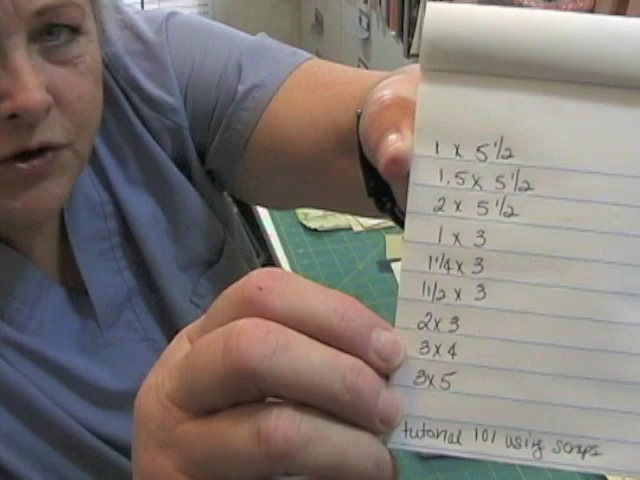 1 x 5 1/2
1.5 x 5 1/2
2 x 5 1/2
1 x 3
1 1/4 x 3
1 1/2 x 3
2 x 3
3 x 4
3 x 5
tutorial 101 using scraps